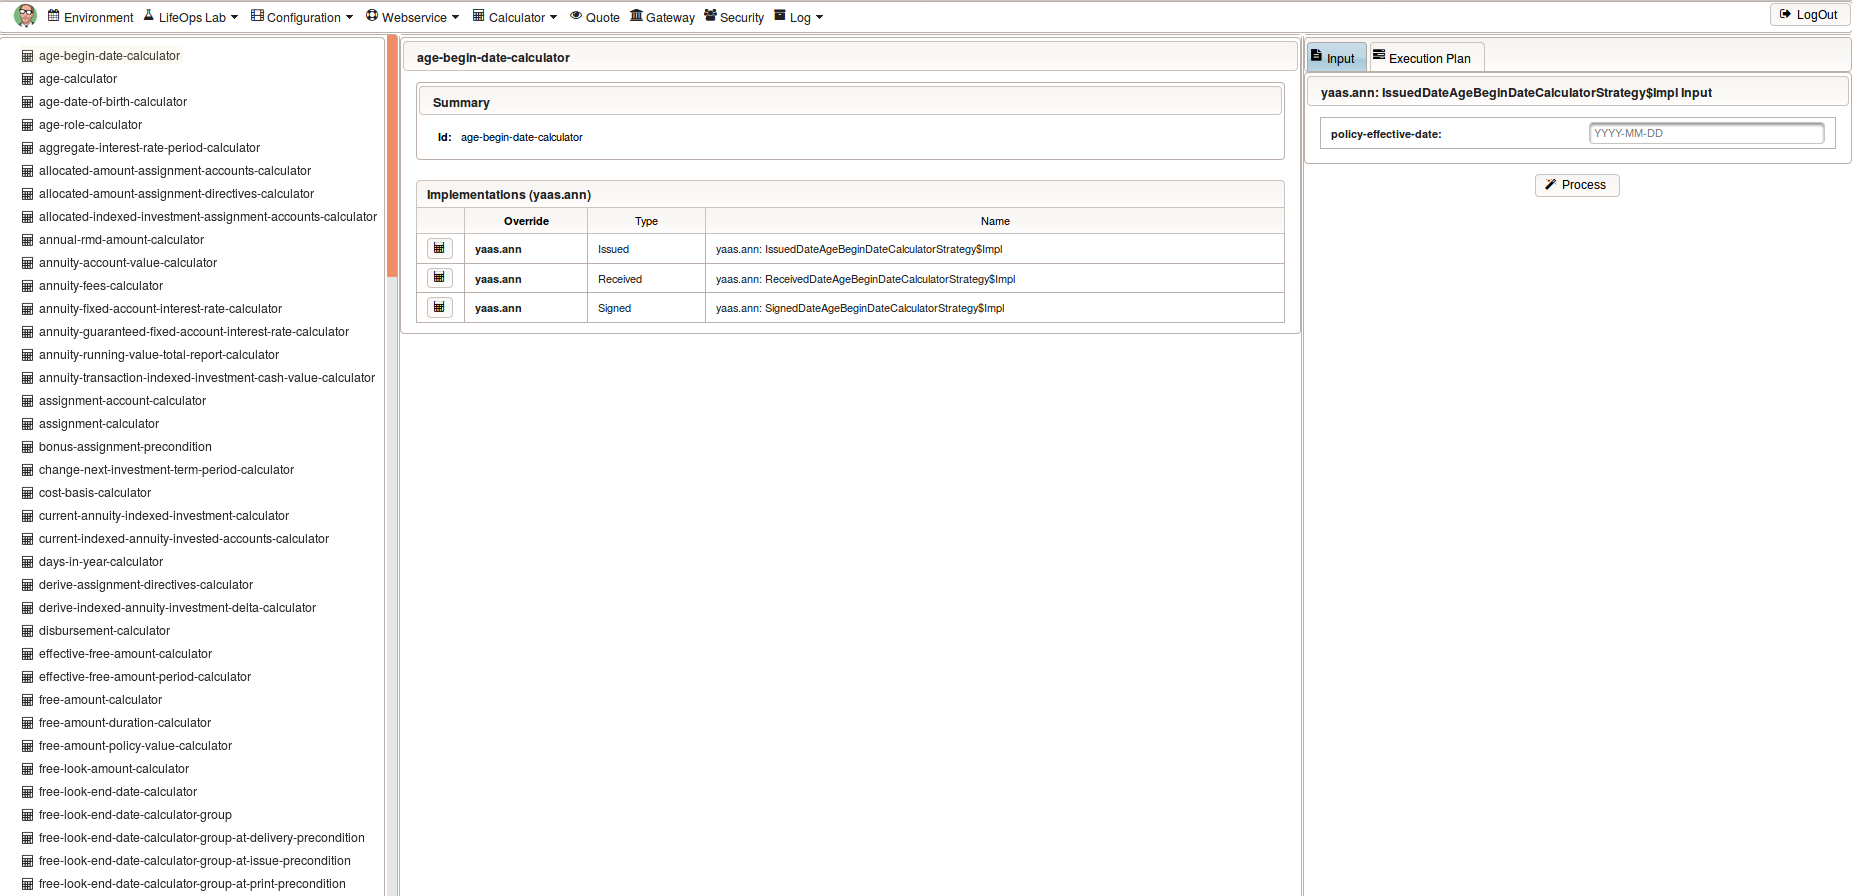 Environment LifeOps Lab Configuration Webservice Calculator Quote Gateway Security Log LogOut
age-begin-date-calculator
age-calculator
age-date-of-birth-calculator
age-role-calculator
aggregate-interest-rate-period-calculator
allocated-amount-assignment-accounts-calculator
allocated-amount-assignment-directives-calculator
allocated-indexed-investment-assignment-accounts-calculator
annual-rmd-amount-calculator
annuity-account-value-calculator
annuity-fees-calculator
annuity-fixed-account-interest-rate-calculator
annuity-guaranteed-fixed-account-interest-rate-calculator
annuity-running-value-total-report-calculator
annuity-transaction-indexed-investment-cash-value-calculator
assignment-account-calculator
assignment-calculator
bonus-assignment-precondition
change-next-investment-term-period-calculator
cost-basis-calculator
current-annuity-indexed-investment-calculator
current-indexed-annuity-invested-accounts-calculator
days-in-year-calculator
derive-assignment-directives-calculator
derive-indexed-annuity-investment-delta-calculator
disbursement-calculator
effective-free-amount-calculator
effective-free-amount-period-calculator
free-amount-calculator
free-amount-duration-calculator
free-amount-policy-value-calculator
free-look-amount-calculator
free-look-end-date-calculator
free-look-end-date-calculator-group
free-look-end-date-calculator-group-at-delivery-precondition
free-look-end-date-calculator-group-at-issue-precondition
free-look-end-date-calculator-group-at-print-precondition
age-begin-date-calculator
Summary
Id: age-begin-date-calculator
Implementations (yaas.ann)
Override Type Name
yaas.ann Issued yaas.ann: IssuedDateAgeBeginDateCalculatorStrategy$Impl
yaas.ann Received yaas.ann: ReceivedDateAgeBeginDateCalculatorStrategy$Impl
yaas.ann Signed yaas.ann: SignedDateAgeBeginDateCalculatorStrategy$Impl
Input Execution Plan
yaas.ann: IssuedDateAgeBeginDateCalculatorStrategy$Impl Input
policy-effective-date: YYYY-MM-DD
Process